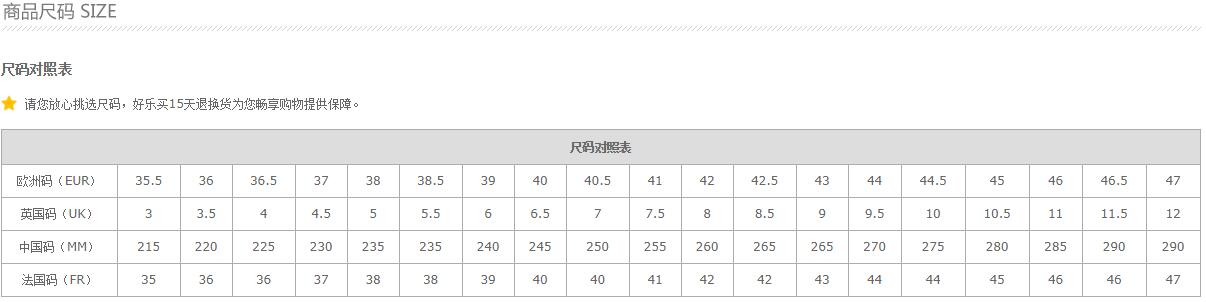 商品尺码 SIZE
尺码对照表
请您放心挑选尺码，好乐买15天退换货为您畅享购物提供保障。
尺码对照表
欧洲码（EUR） 35.5 36 36.5 37 38 38.5 39 40 40.5 41 42 42.5 43 44 44.5 45 46 46.5 47
英国码（UK） 3 3.5 4 4.5 5 5.5 6 6.5 7 7.5 8 8.5 9 9.5 10 10.5 11 11.5 12
中国码（MM） 215 220 225 230 235 235 240 245 250 255 260 265 265 270 275 280 285 290 290
法国码（FR） 35 36 36 37 38 38 39 40 40 41 42 42 43 44 44 45 46 46 47